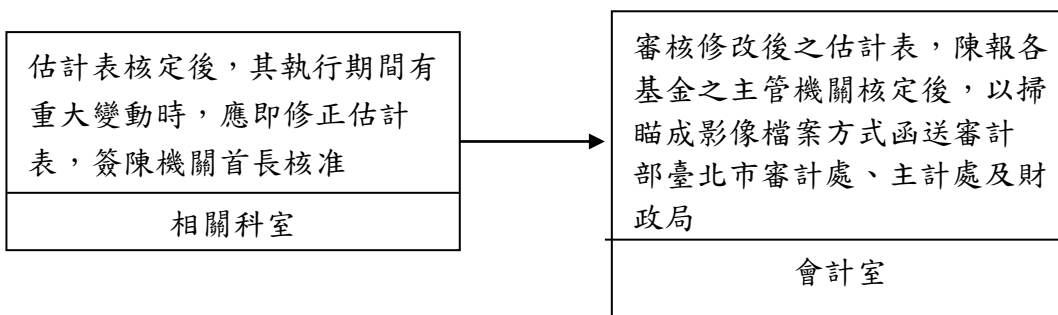 估計表核定後，其執行期間有
重大變動時，應即修正估計
表，簽陳機關首長核准
相關科室
審核修改後之估計表，陳報各
基金之主管機關核定後，以掃
瞄成影像檔案方式函送審計
部臺北市審計處、主計處及財
政局
會計室